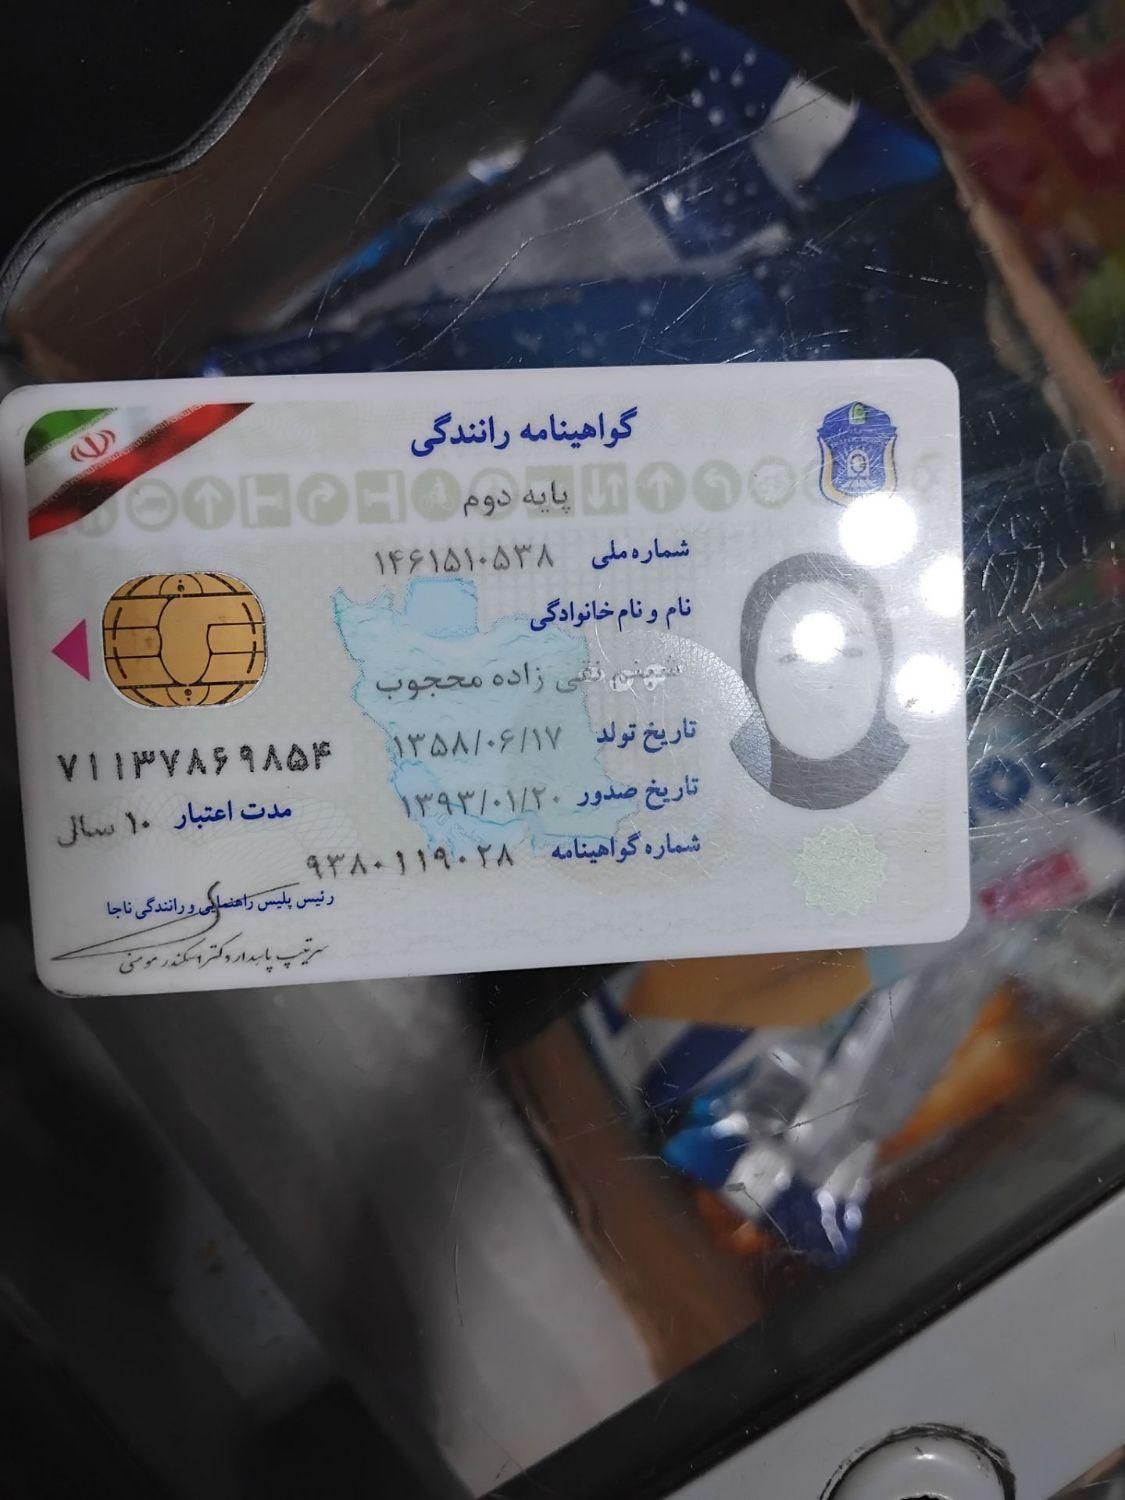 گواهینامه رانندگی
پایه دوم
شماره ملی ۱۴۶۱۵۱۰۵۳۸
نام و نام خانوادگی
نقی زاده محجوب
تاریخ تولد ۱۳۵۸/۰۶/۱۷
تاریخ صدور ۱۳۹۳/۰۱/۲۰
شماره گواهینامه ۹۳۸۰۱۱۹۰۲۸
۷۱۱۳۷۸۶۹۸۵۴
مدت اعتبار ۱۰ سال
رئیس پلیس راهنمایی و رانندگی ناجا
سرتیپ پاسدار دکتر اسکندر مومنی